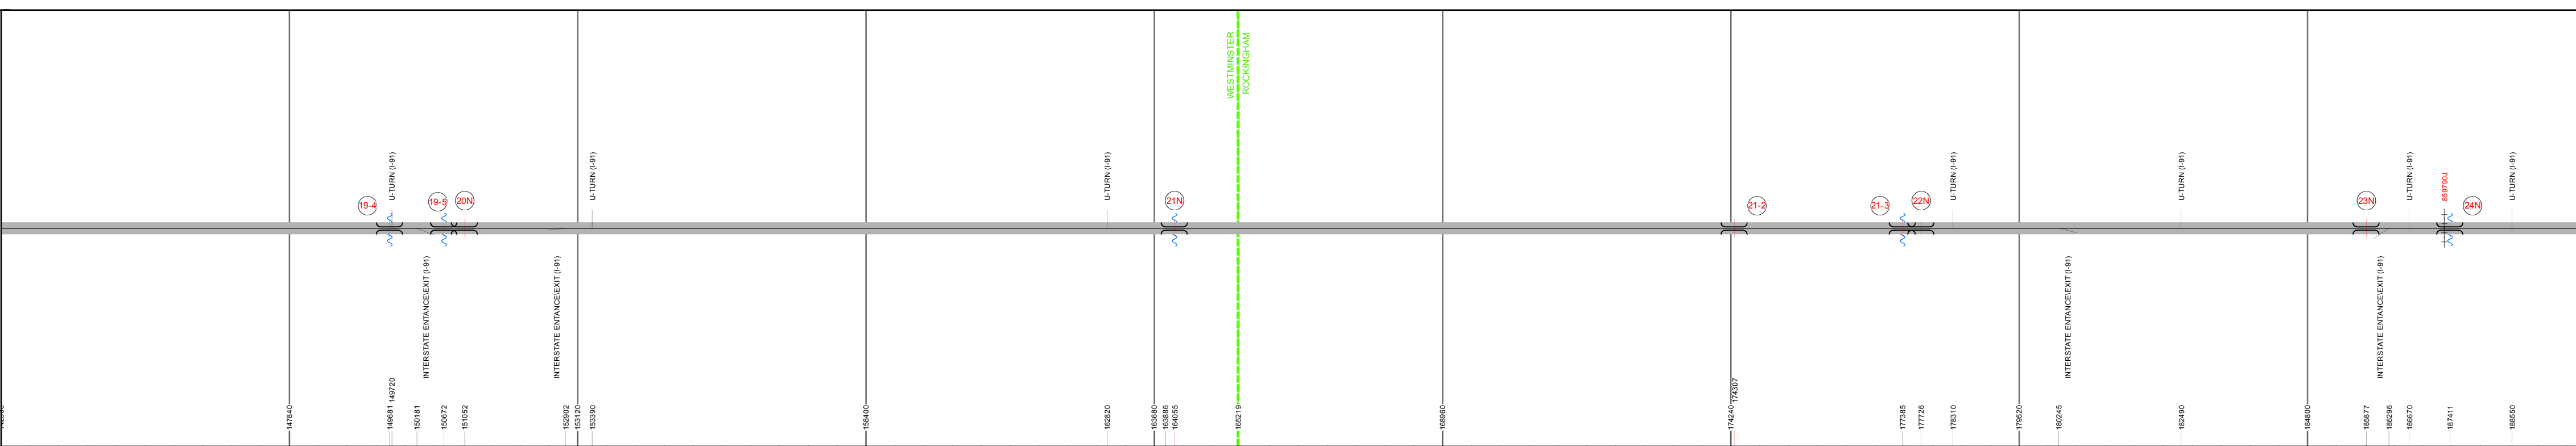 WESTMINSTER
ROCKINGHAM
U-TURN (I-91)
U-TURN (I-91)
U-TURN (I-91)
U-TURN (I-91)
U-TURN (I-91)
U-TURN (I-91)
859790J
U-TURN (I-91)
19-4
19-5
20N
21N
21-2
21-3
22N
23N
24N
INTERSTATE ENTANCE\EXIT (I-91)
INTERSTATE ENTANCE\EXIT (I-91)
INTERSTATE ENTANCE\EXIT (I-91)
INTERSTATE ENTANCE\EXIT (I-91)
147840
149681
149720
150181
150672
151052
152902
153120
153390
158400
162820
163680
163886
164055
165219
168960
174240
174307
177385
177726
178310
179520
180245
182490
184800
185877
186296
186670
187411
188550